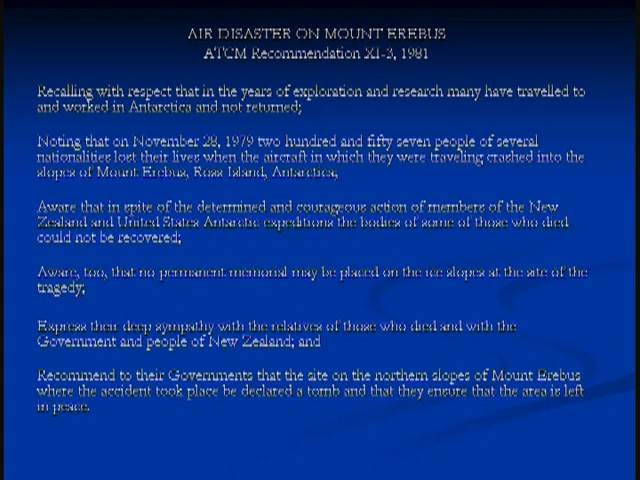 AIR DISASTER ON MOUNT EREBUS
ATCM Recommendation XI-3, 1981
Recalling with respect that in the years of exploration and research many have travelled to
and worked in Antarctica and not returned;
Noting that on November 28, 1979 two hundred and fifty seven people of several
nationalities lost their lives when the aircraft in which they were traveling crashed into the
slopes of Mount Erebus, Ross Island, Antarctica;
Aware that in spite of the determined and courageous action of members of the New
Zealand and United States Antarctic expeditions the bodies of some of those who died
could not be recovered;
Aware, too, that no permanent memorial may be placed on the ice slopes at the site of the
tragedy;
Express their deep sympathy with the relatives of those who died and with the
Government and people of New Zealand; and
Recommend to their Governments that the site on the northern slopes of Mount Erebus
where the accident took place be declared a tomb and that they ensure that the area is left
in peace.